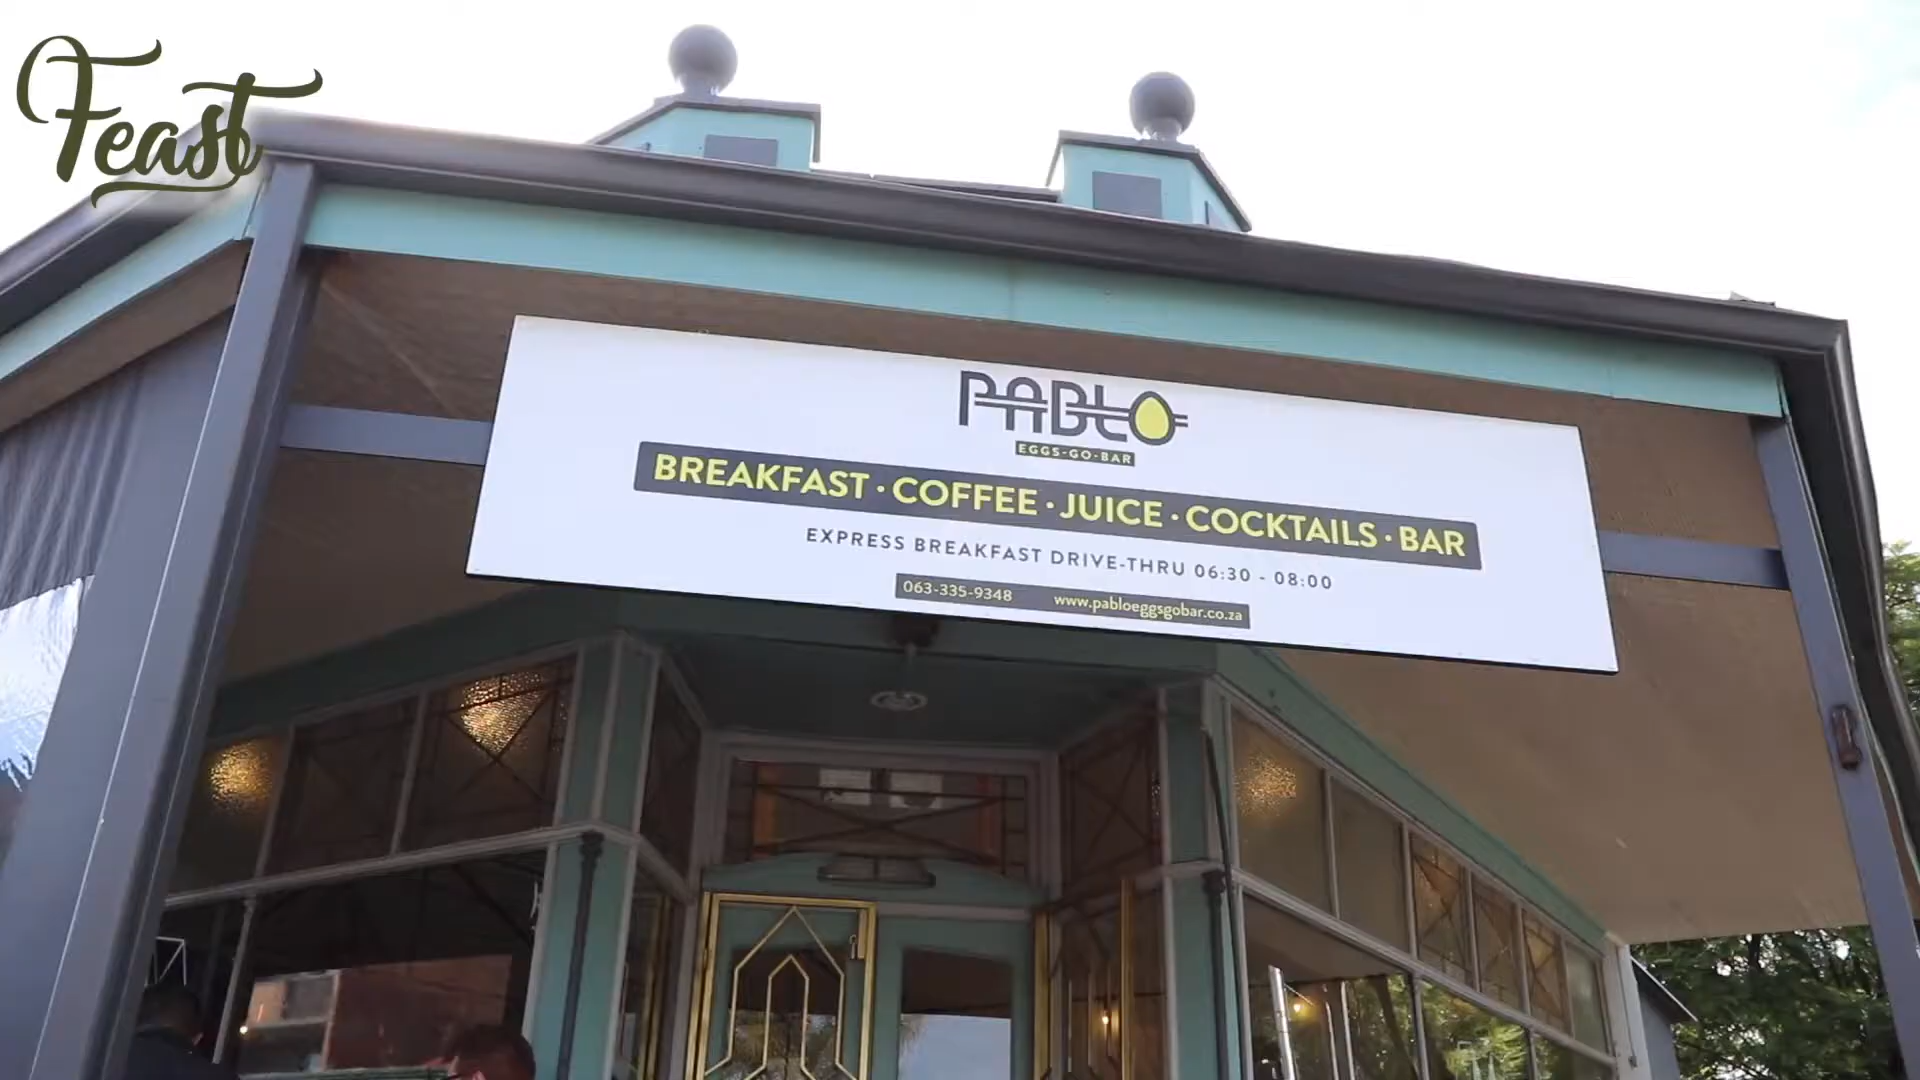 Feast
PABLO
EGGS-GO-BAR
BREAKFAST · COFFEE · JUICE · COCKTAILS · BAR
EXPRESS BREAKFAST DRIVE-THRU 06:30 - 08:00
063-335-9348 www.pabloeggsgobar.co.za